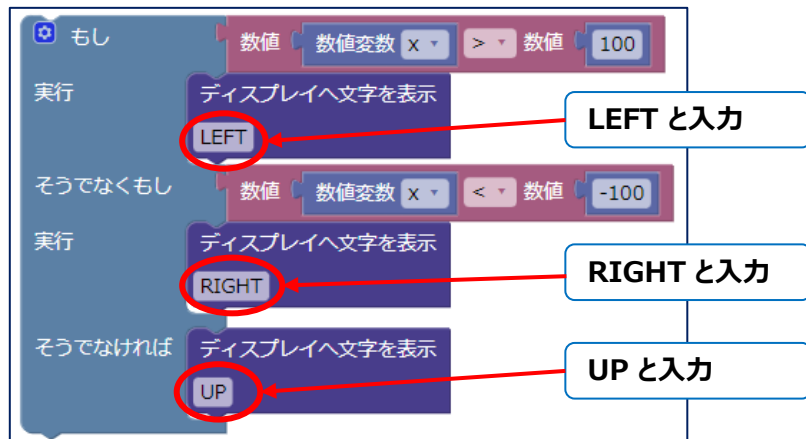 もし 数値 数値変数 x > 数値 100
実行 ディスプレイへ文字を表示
LEFT
LEFT と入力
そうでなくもし 数値 数値変数 x < 数値 -100
実行 ディスプレイへ文字を表示
RIGHT
RIGHT と入力
そうでなければ ディスプレイへ文字を表示
UP
UP と入力